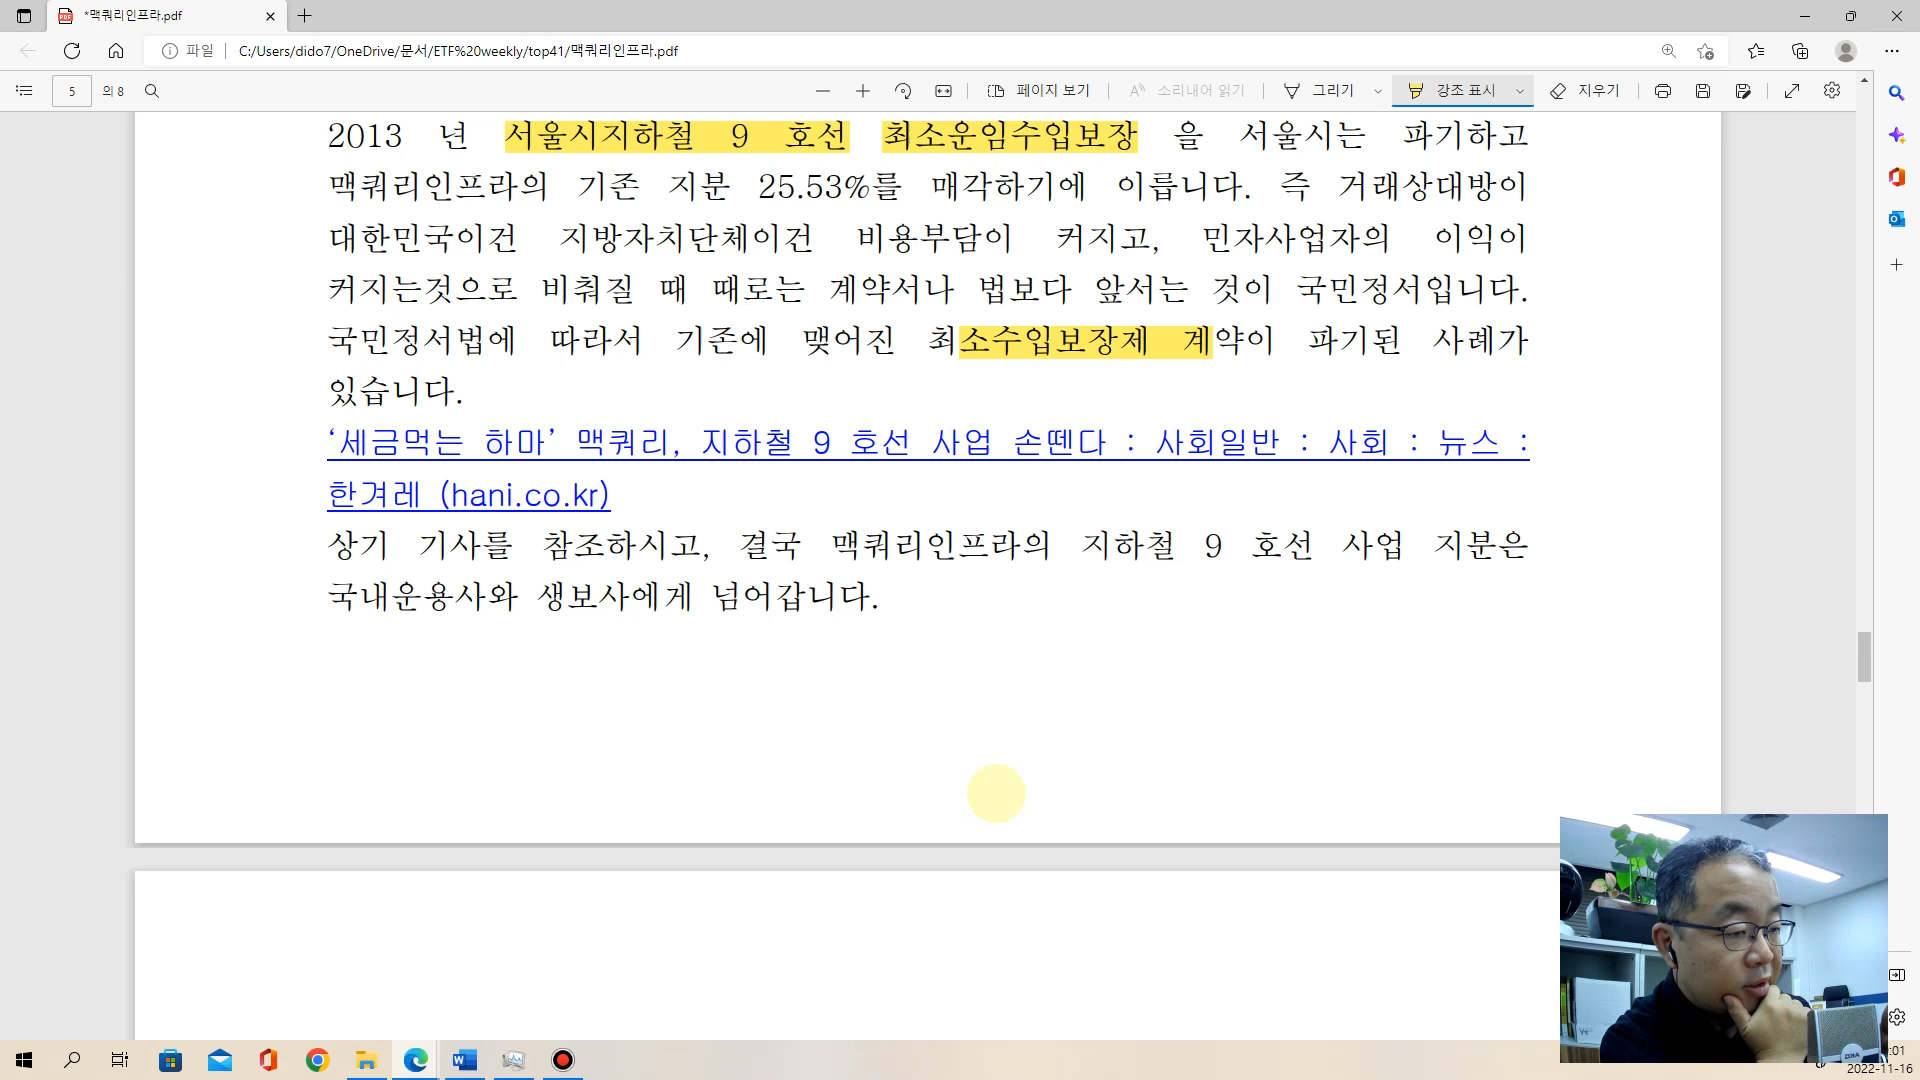 *맥쿼리인프라.pdf
파일
C:/Users/dido7/OneDrive/문서/ETF%20weekly/top41/맥쿼리인프라.pdf
5 의 8 페이지 보기 소리내어 읽기 그리기 강조 표시 지우기
2013 년 서울시지하철 9 호선 최소운임수입보장 을 서울시는 파기하고
맥쿼리인프라의 기존 지분 25.53%를 매각하기에 이릅니다. 즉 거래상대방이
대한민국이건 지방자치단체이건 비용부담이 커지고, 민자사업자의 이익이
커지는것으로 비춰질 때 때로는 계약서나 법보다 앞서는 것이 국민정서입니다.
국민정서법에 따라서 기존에 맺어진 최소수입보장제 계약이 파기된 사례가
있습니다.
‘세금먹는 하마’ 맥쿼리, 지하철 9 호선 사업 손뗀다 : 사회일반 : 사회 : 뉴스 :
한겨레 (hani.co.kr)
상기 기사를 참조하시고, 결국 맥쿼리인프라의 지하철 9 호선 사업 지분은
국내운용사와 생보사에게 넘어갑니다.
AKG
:01
2022-11-16